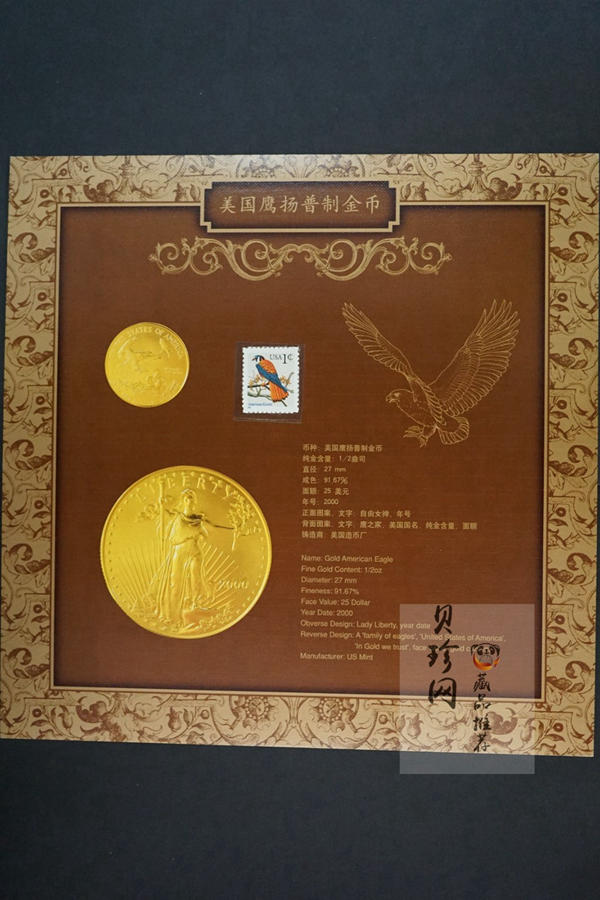 美国鹰扬普制金币
STATES OF AMERICA
USA 1¢
American Kestrel
币种：美国鹰扬普制金币
纯金含量：1/2盎司
直径：27 mm
成色：91.67%
面额：25 美元
年号：2000
正面图案、文字：自由女神、年号
背面图案、文字：鹰之家、美国国名、纯金含量、面额
铸造商：美国造币厂
LIBERTY
2000
Name: Gold American Eagle
Fine Gold Content: 1/2oz
Diameter: 27 mm
Fineness: 91.67%
Face Value: 25 Dollar
Year Date: 2000
Obverse Design: Lady Liberty, year date
Reverse Design: A 'family of eagles', 'United States of America',
'In Gold we trust', face
Manufacturer: US Mint
贝珍网
藏品推荐